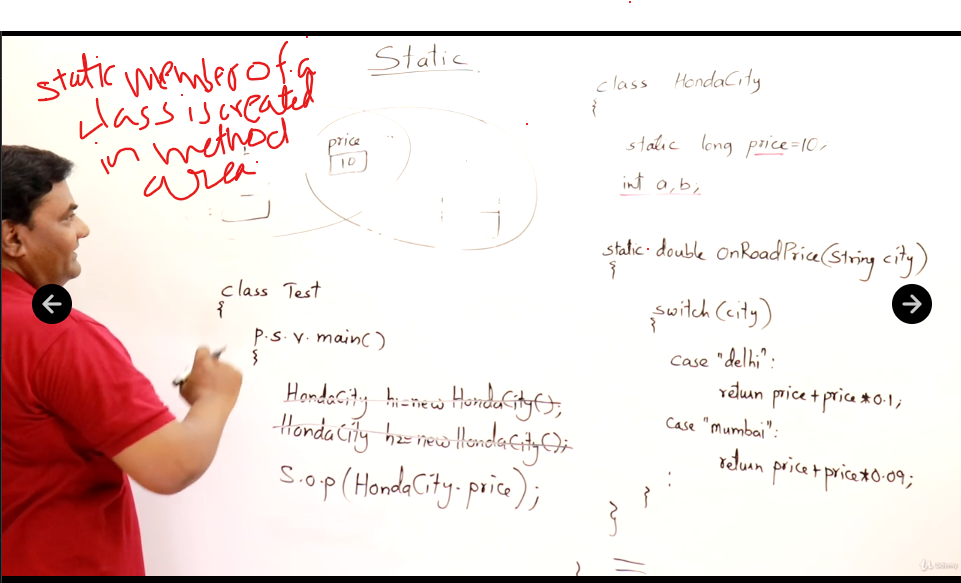 Static
static member of a
class is created
in method
area
price
10
class HondaCity
{
static long price=10;
int a,b;
static double onRoadPrice(String city)
{
switch(city)
{
case "delhi":
return price+price*0.1;
case "mumbai":
return price+price*0.09;
:
}
}
class Test
{
p.s.v.main()
{
HondaCity h1=new HondaCity();
HondaCity h2=new HondaCity();
S.o.p(HondaCity.price);
}
Udemy